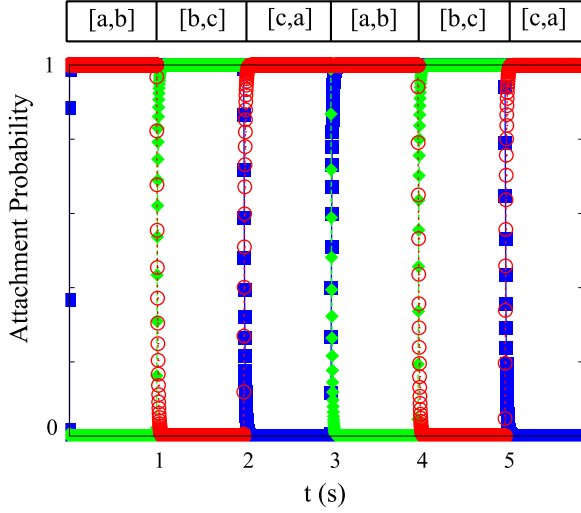 [a,b] [b,c] [c,a] [a,b] [b,c] [c,a]
1
Attachment Probability
0
1 2 3 4 5
t (s)